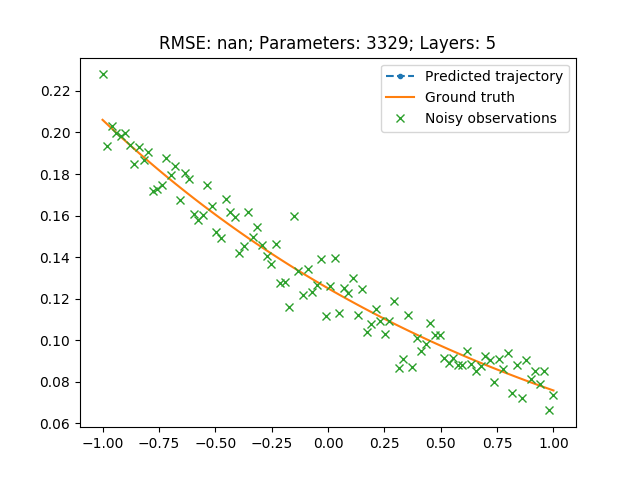 RMSE: nan; Parameters: 3329; Layers: 5
Predicted trajectory
Ground truth
Noisy observations
0.22
0.20
0.18
0.16
0.14
0.12
0.10
0.08
0.06
−1.00 −0.75 −0.50 −0.25 0.00 0.25 0.50 0.75 1.00